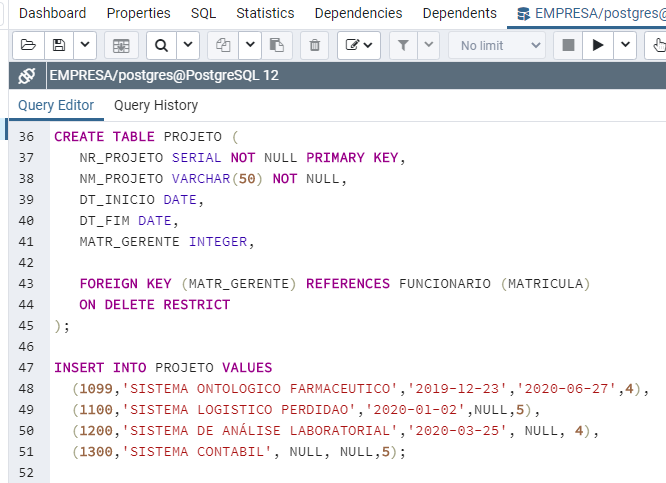 Dashboard Properties SQL Statistics Dependencies Dependents EMPRESA/postgres@
No limit
EMPRESA/postgres@PostgreSQL 12
Query Editor Query History
36 CREATE TABLE PROJETO (
37 NR_PROJETO SERIAL NOT NULL PRIMARY KEY,
38 NM_PROJETO VARCHAR(50) NOT NULL,
39 DT_INICIO DATE,
40 DT_FIM DATE,
41 MATR_GERENTE INTEGER,
42
43 FOREIGN KEY (MATR_GERENTE) REFERENCES FUNCIONARIO (MATRICULA)
44 ON DELETE RESTRICT
45 );
46
47 INSERT INTO PROJETO VALUES
48 (1099,'SISTEMA ONTOLOGICO FARMACEUTICO','2019-12-23','2020-06-27',4),
49 (1100,'SISTEMA LOGISTICO PERDIDAO','2020-01-02',NULL,5),
50 (1200,'SISTEMA DE ANÁLISE LABORATORIAL','2020-03-25', NULL, 4),
51 (1300,'SISTEMA CONTABIL', NULL, NULL,5);
52